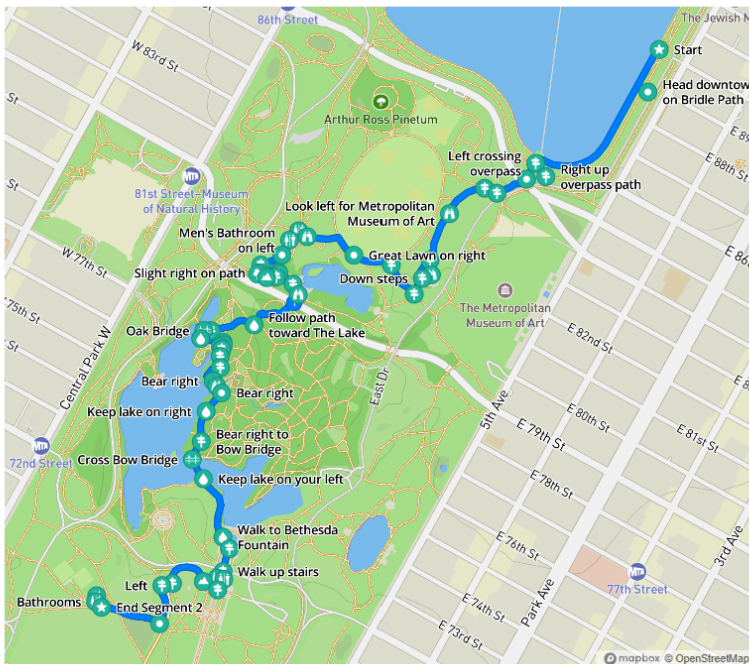 86th Street
The Jewish M
W 83rd St
Start
Head downtow
on Bridle Path
Arthur Ross Pinetum
E 89th
E 88th St
Left crossing
overpass
Right up
overpass path
81st Street–Museum
of Natural History
Look left for Metropolitan
Museum of Art
Men's Bathroom
on left
W 77th St
E 86
Great Lawn on right
Slight right on path
Down steps
75th St
The Metropolitan
Museum of Art
Follow path
toward The Lake
Oak Bridge
E 82nd St
Central Park W
East Dr
5th Ave
Bear right
Bear right
E 80th St
Keep lake on right
E 81st St
E 79th St
Bear right to
Bow Bridge
72nd Street
Cross Bow Bridge
Keep lake on your left
E 78th St
Walk to Bethesda
Fountain
E 76th St
3rd Ave
Walk up stairs
Park Ave
77th Street
Left
Bathrooms
End Segment 2
E 74th St
E 73rd St
mapbox © OpenStreetMap